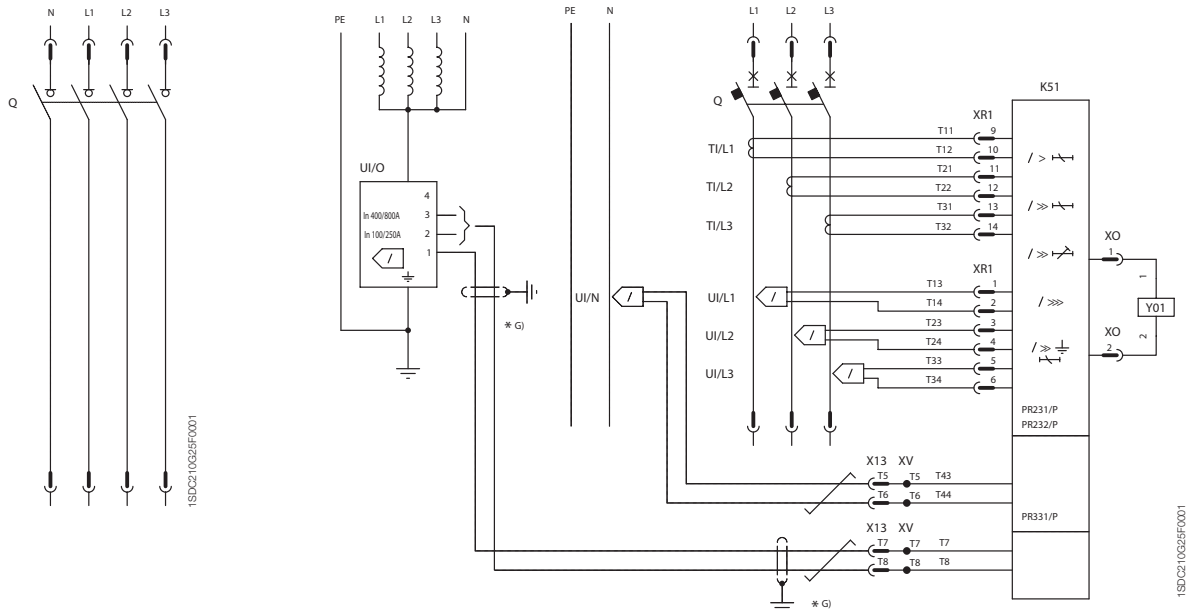 N L1 L2 L3
Q
1SDC210G25F0001
PE L1 L2 L3 N
UI/O
4
In 400/800A 3
In 100/250A 2
1
/
* G)
PE N
UI/N
/
L1 L2 L3
Q
TI/L1
TI/L2
TI/L3
UI/L1 /
UI/L2 /
UI/L3 /
XR1
T11 9
T12 10
T21 11
T22 12
T31 13
T32 14
XR1
T13 1
T14 2
T23 3
T24 4
T33 5
T34 6
K51
/ >
/ >>
/ >>
/ >>>
/ >>
PR231/P
PR232/P
PR331/P
XO
1
1
Y01
2
XO
2
X13 XV
T5 T5 T43
T6 T6 T44
X13 XV
T7 T7 T7
T8 T8 T8
* G)
1SDC210G25F0001